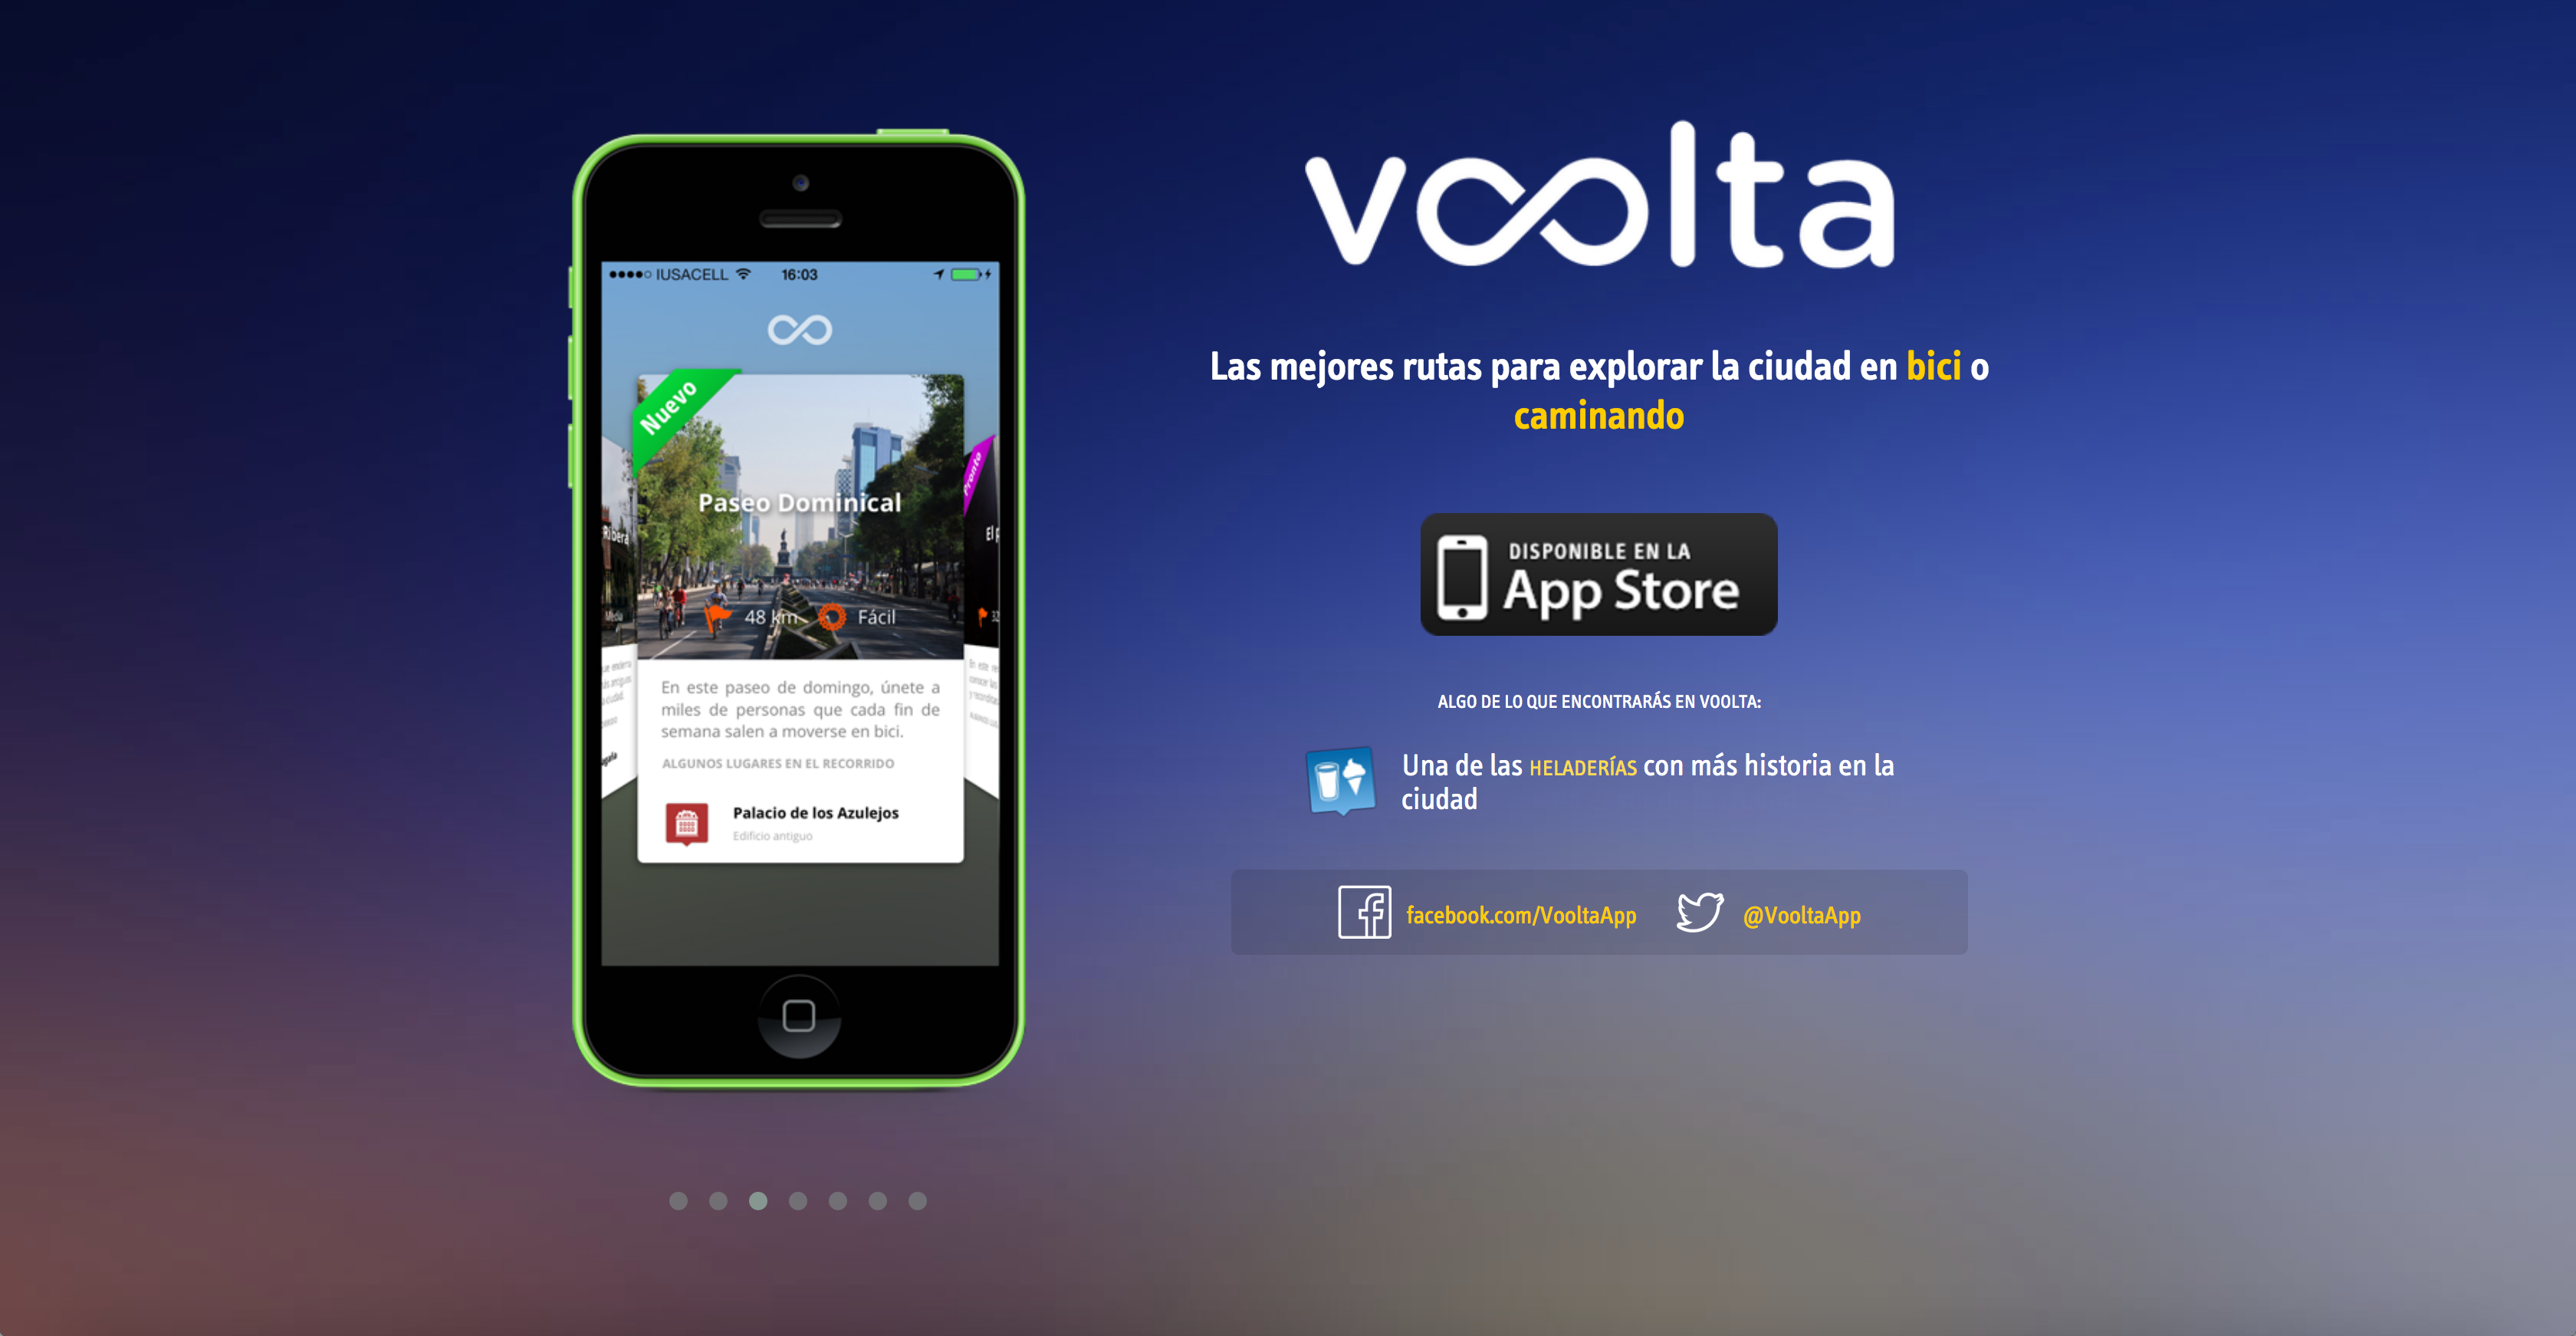 IUSACELL 16:03
Nuevo
Paseo Dominical
48 km Fácil
En este paseo de domingo, únete a
miles de personas que cada fin de
semana salen a moverse en bici.
ALGUNOS LUGARES EN EL RECORRIDO
Palacio de los Azulejos
Edificio antiguo
Ribera
Media
Pronto
voolta
Las mejores rutas para explorar la ciudad en bici o
caminando
DISPONIBLE EN LA
App Store
ALGO DE LO QUE ENCONTRARÁS EN VOOLTA:
Una de las HELADERÍAS con más historia en la
ciudad
facebook.com/VooltaApp @VooltaApp